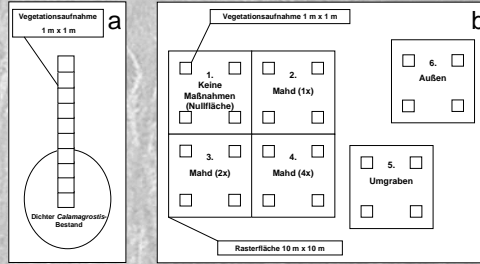 Vegetationsaufnahme
1 m x 1 m
a
Dichter Calamagrostis-
Bestand
Vegetationsaufnahme 1 m x 1 m
b
1.
Keine
Maßnahmen
(Nullfläche)
2.
Mahd (1x)
3.
Mahd (2x)
4.
Mahd (4x)
6.
Außen
5.
Umgraben
Rasterfläche 10 m x 10 m